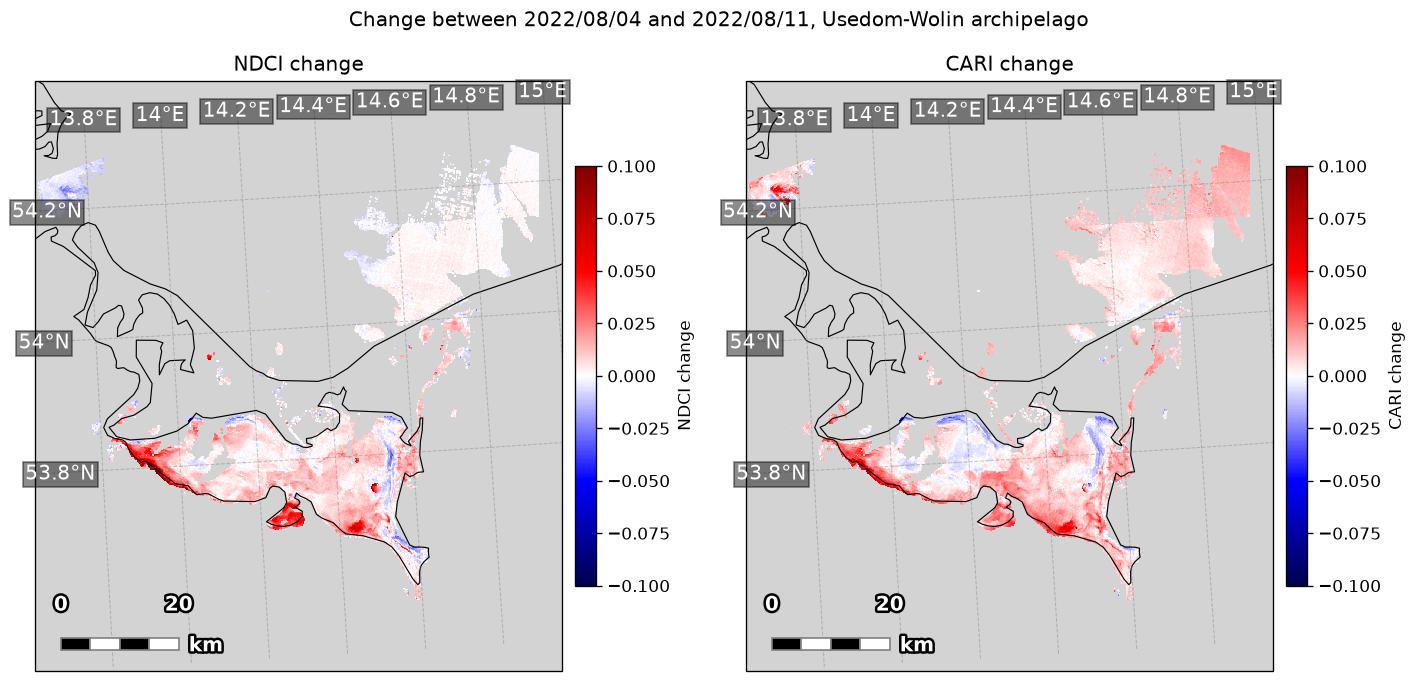 Change between 2022/08/04 and 2022/08/11, Usedom-Wolin archipelago
NDCI change
13.8°E
14°E
14.2°E
14.4°E
14.6°E
14.8°E
15°E
54.2°N
54°N
53.8°N
0
20
km
0.100
0.075
0.050
0.025
0.000
−0.025
−0.050
−0.075
−0.100
NDCI change
CARI change
13.8°E
14°E
14.2°E
14.4°E
14.6°E
14.8°E
15°E
54.2°N
54°N
53.8°N
0
20
km
0.100
0.075
0.050
0.025
0.000
−0.025
−0.050
−0.075
−0.100
CARI change